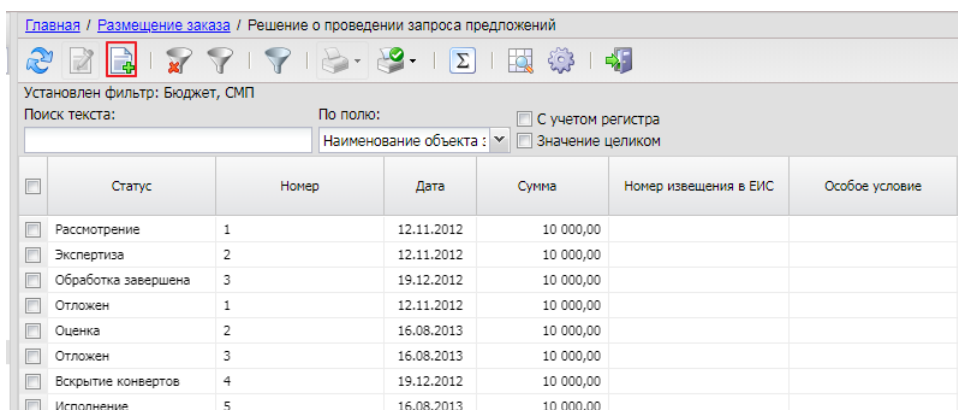 Главная / Размещение заказа / Решение о проведении запроса предложений
Σ
Установлен фильтр: Бюджет, СМП
Поиск текста: По полю: С учетом регистра
Наименование объекта з Значение целиком
Статус Номер Дата Сумма Номер извещения в ЕИС Особое условие
Рассмотрение 1 12.11.2012 10 000,00
Экспертиза 2 12.11.2012 10 000,00
Обработка завершена 3 19.12.2012 10 000,00
Отложен 1 12.11.2012 10 000,00
Оценка 2 16.08.2013 10 000,00
Отложен 3 16.08.2013 10 000,00
Вскрытие конвертов 4 19.12.2012 10 000,00
Исполнение 5 16.08.2013 10 000,00